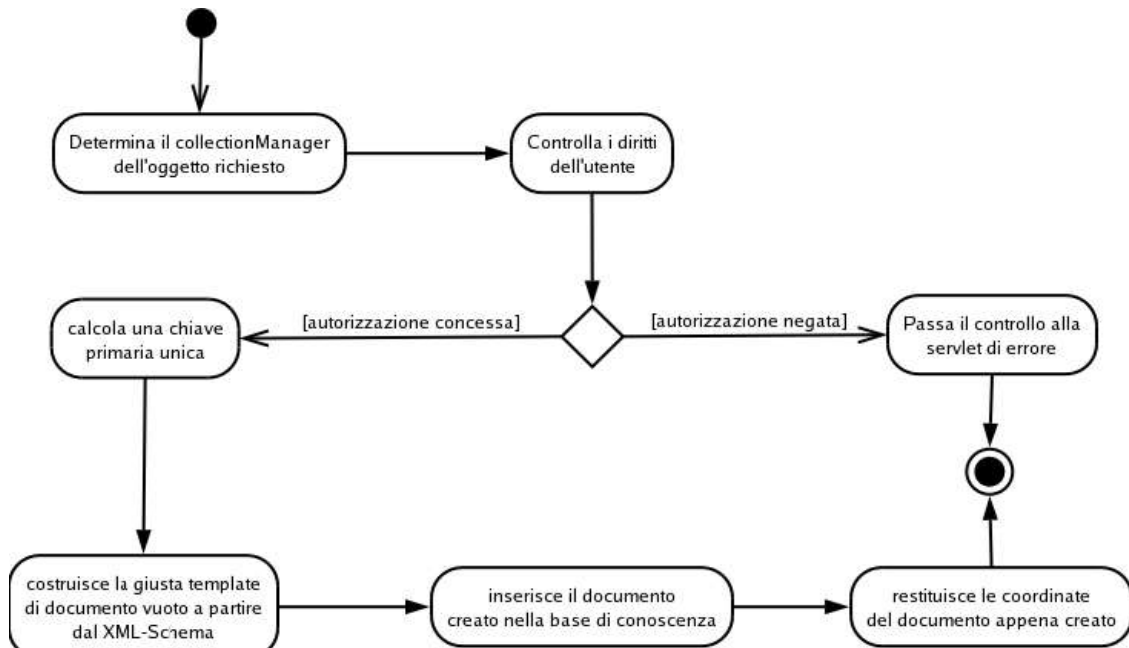 Determina il collectionManager
dell'oggetto richiesto
Controlla i diritti
dell'utente
calcola una chiave
primaria unica
[autorizzazione concessa]
[autorizzazione negata]
Passa il controllo alla
servlet di errore
costruisce la giusta template
di documento vuoto a partire
dal XML-Schema
inserisce il documento
creato nella base di conoscenza
restituisce le coordinate
del documento appena creato